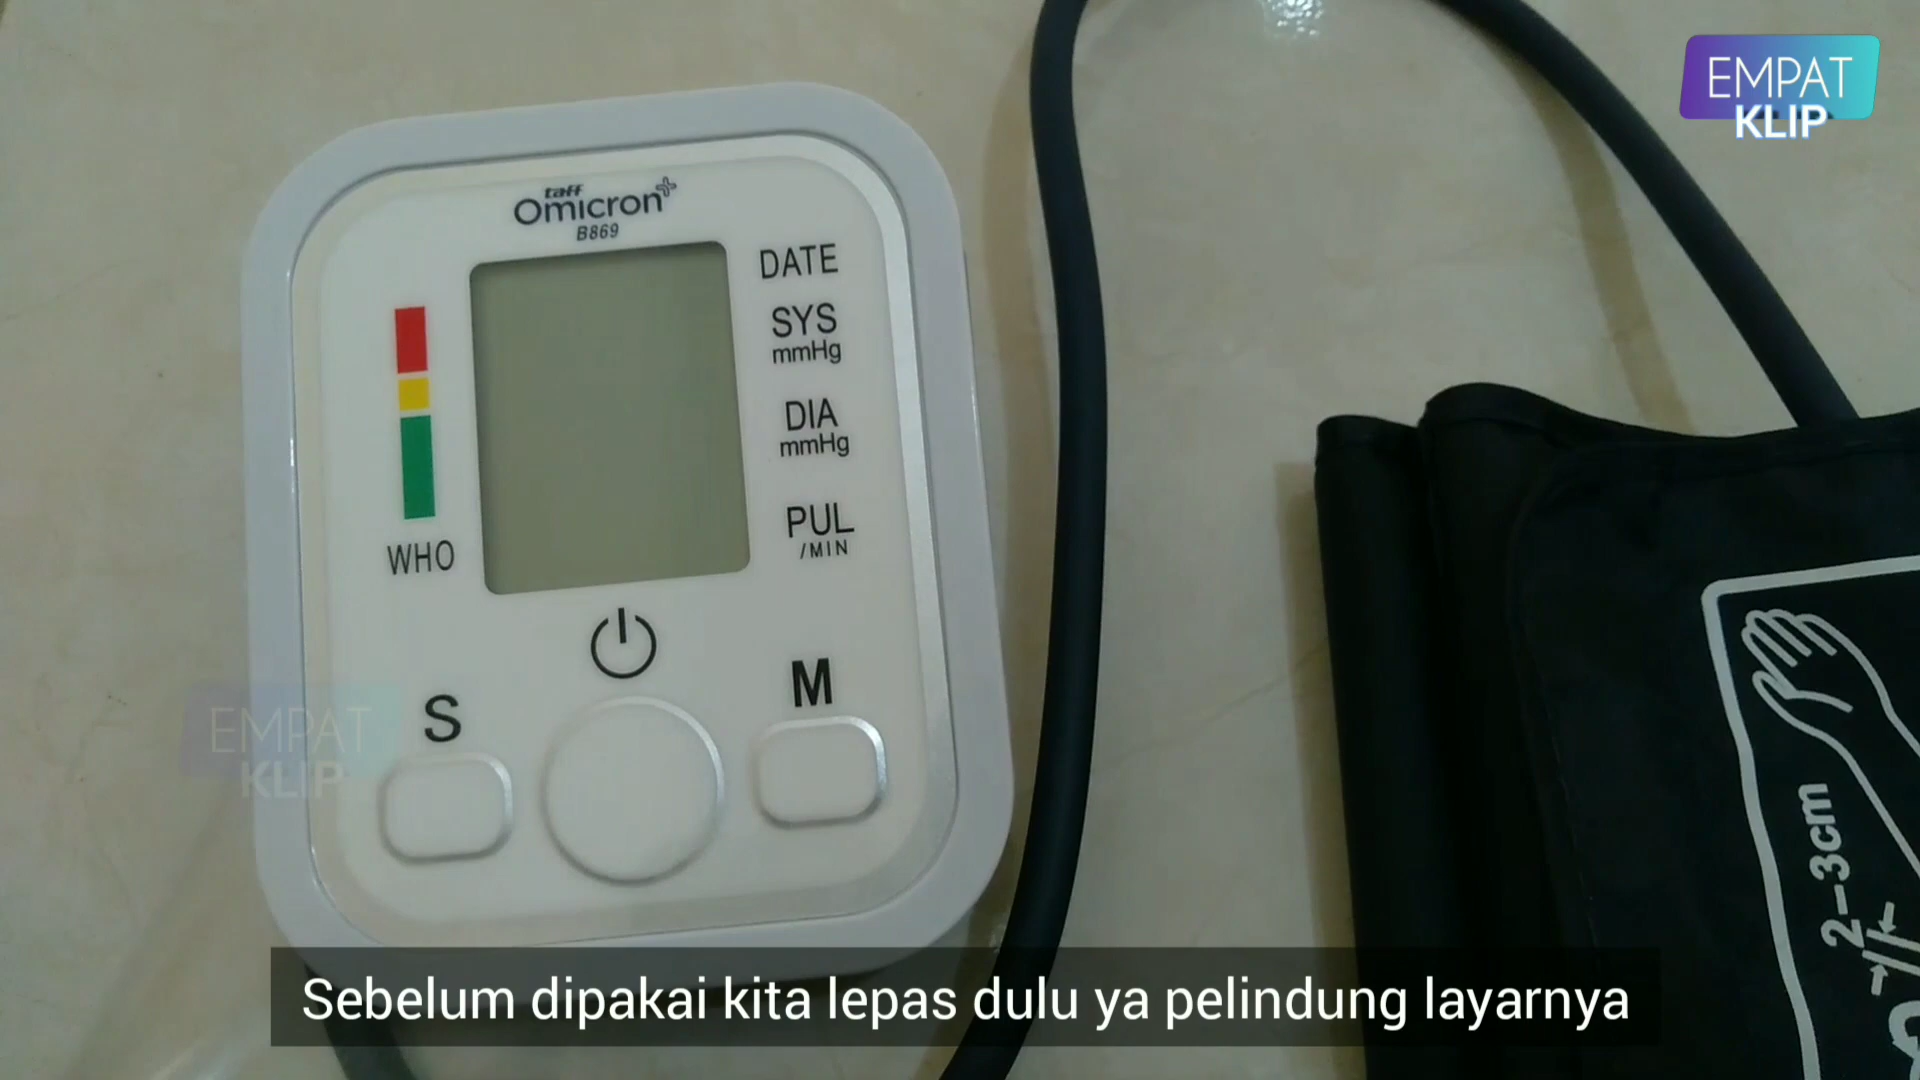 EMPAT
KLIP
taff
Omicron+
B869
DATE
SYS
mmHg
DIA
mmHg
PUL
/MIN
WHO
S
M
EMPAT
KLIP
2-3cm
Sebelum dipakai kita lepas dulu ya pelindung layarnya